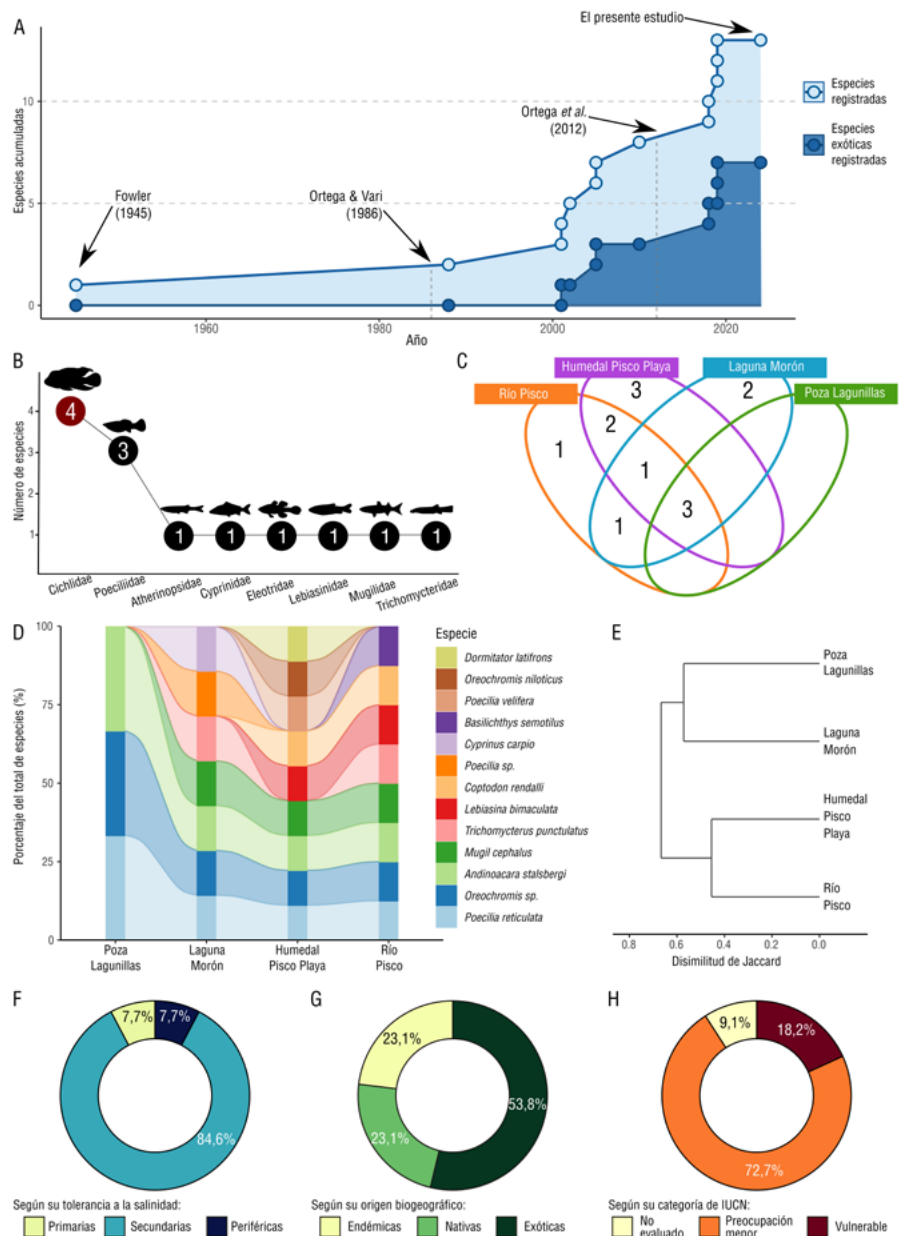 A
El presente estudio
Especies acumuladas
10
5
0
Fowler
(1945)
Ortega & Vari
(1986)
Ortega et al.
(2012)
Especies
registradas
Especies
exóticas
registradas
1960
1980
2000
2020
Año
B
Número de especies
4
3
2
1
4
3
1
1
1
1
1
1
Cichlidae
Poeciliidae
Atherinopsidae
Cyprinidae
Eleotridae
Lebiasinidae
Mugilidae
Trichomycteridae
C
Humedal Pisco Playa
Laguna Morón
Río Pisco
Poza Lagunillas
3
2
2
1
1
3
1
D
Porcentaje del total de especies (%)
100
75
50
25
0
Poza
Lagunillas
Laguna
Morón
Humedal
Pisco Playa
Río
Pisco
Especie
Dormitator latifrons
Oreochromis niloticus
Poecilia velifera
Basilichthys semotilus
Cyprinus carpio
Poecilia sp.
Coptodon rendalli
Lebiasina bimaculata
Trichomycterus punctulatus
Mugil cephalus
Andinoacara stalsbergi
Oreochromis sp.
Poecilia reticulata
E
Poza
Lagunillas
Laguna
Morón
Humedal
Pisco
Playa
Río
Pisco
0.8
0.6
0.4
0.2
0.0
Disimilitud de Jaccard
F
7,7%
7,7%
84,6%
Según su tolerancia a la salinidad:
Primarias
Secundarias
Periféricas
G
23,1%
53,8%
23,1%
Según su origen biogeográfico:
Endémicas
Nativas
Exóticas
H
9,1%
18,2%
72,7%
Según su categoría de IUCN:
No
evaluado
Preocupación
menor
Vulnerable